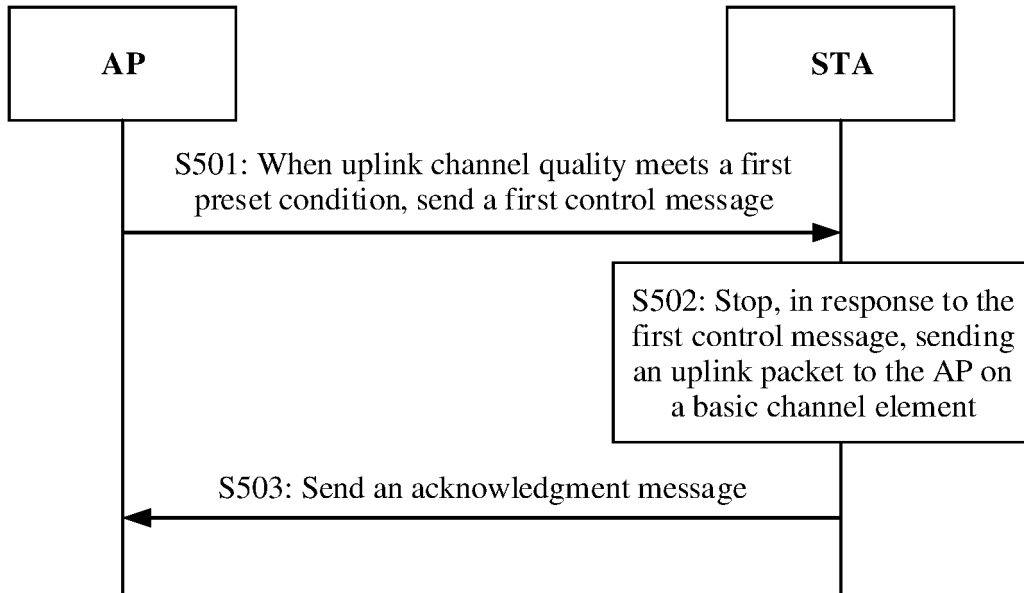 AP
STA
S501: When uplink channel quality meets a first
preset condition, send a first control message
S502: Stop, in response to the
first control message, sending
an uplink packet to the AP on
a basic channel element
S503: Send an acknowledgment message